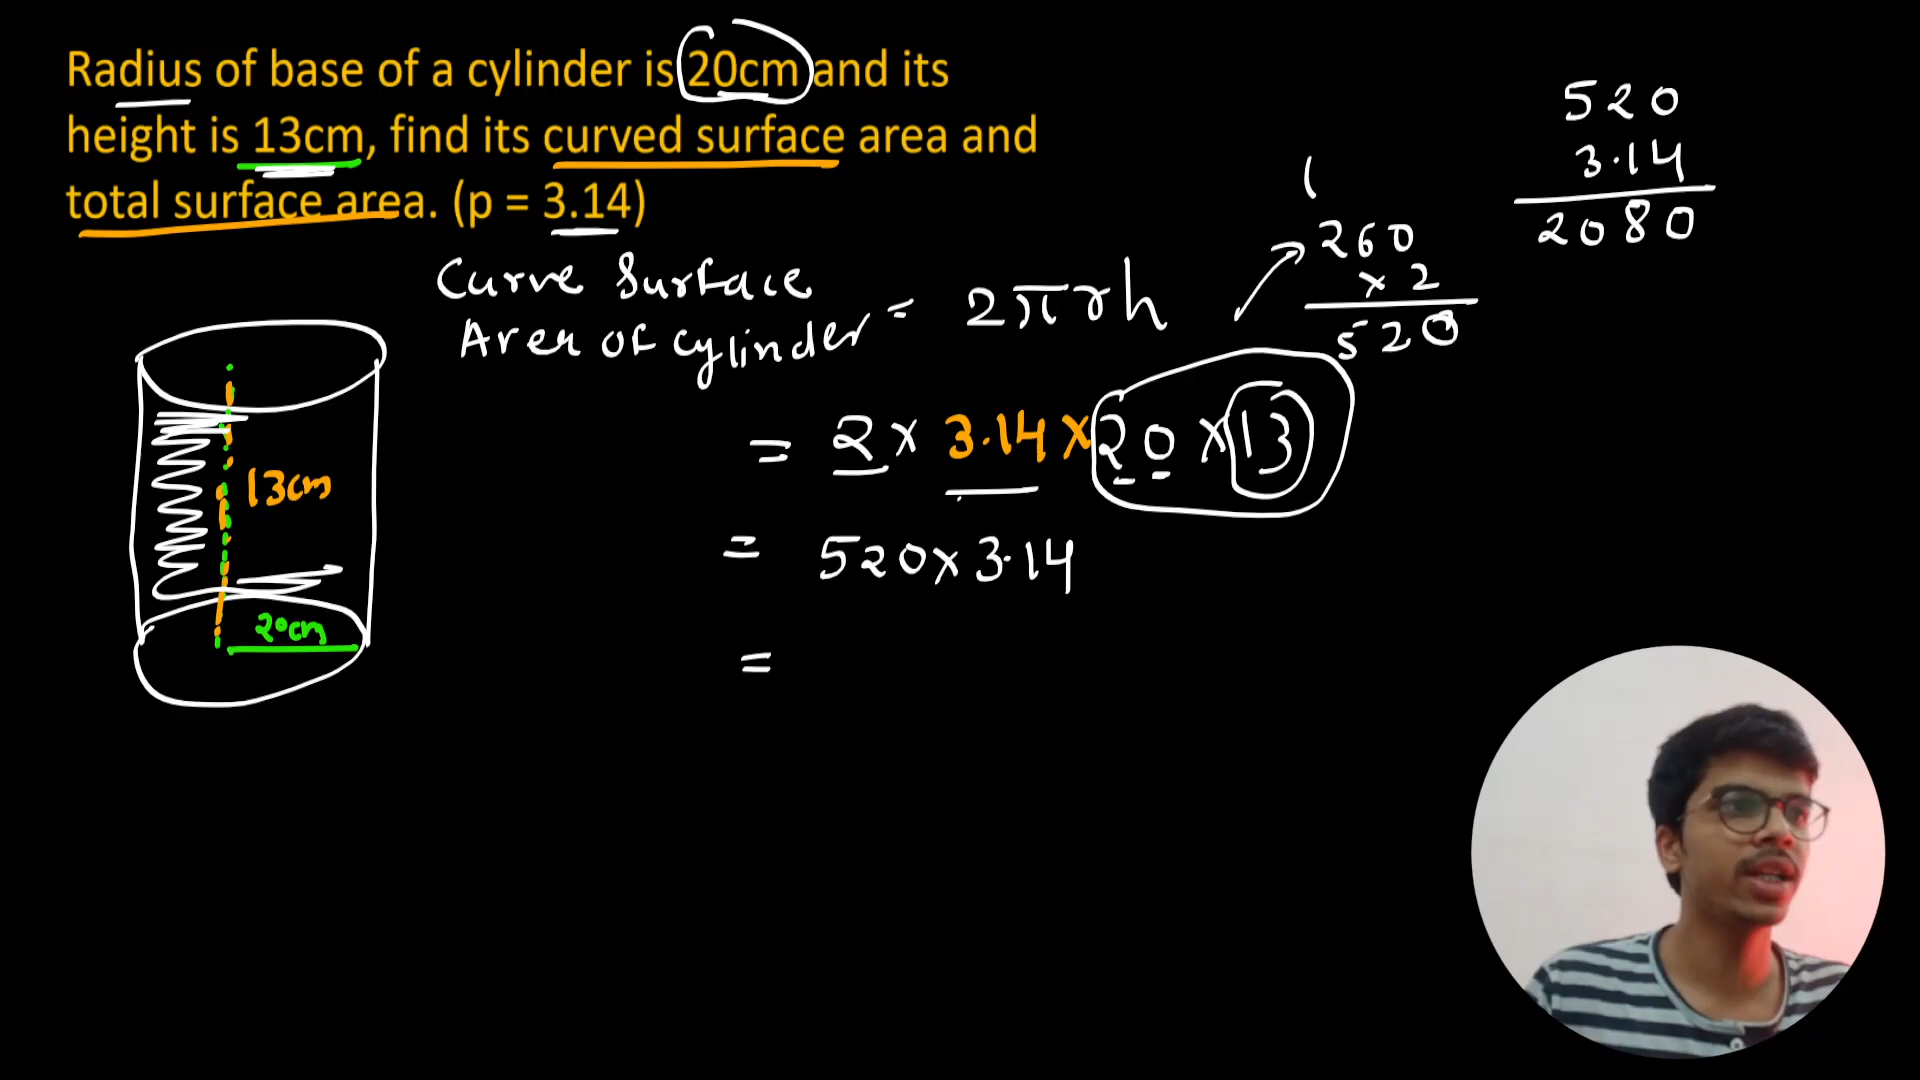 Radius of base of a cylinder is 20cm and its
height is 13cm, find its curved surface area and
total surface area. (p = 3.14)
520
3.14
2080
1
260
× 2
520
Curve Surface
Area of cylinder = 2πrh
= 2 × 3.14 × 20 × 13
= 520 × 3.14
=
13cm
20cm